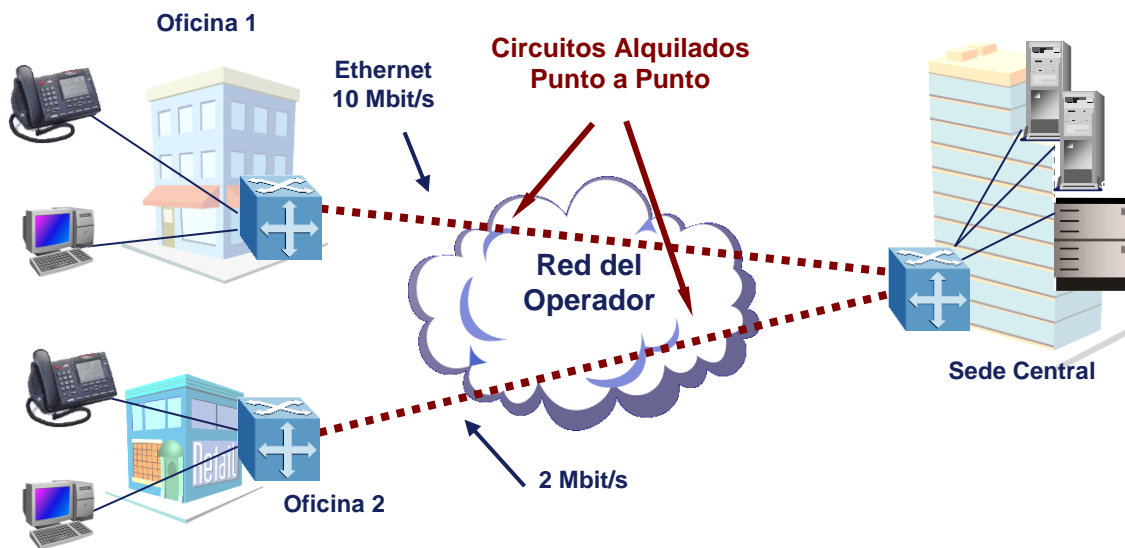 Oficina 1
Circuitos Alquilados
Punto a Punto
Ethernet
10 Mbit/s
Red del
Operador
Sede Central
Retail
2 Mbit/s
Oficina 2